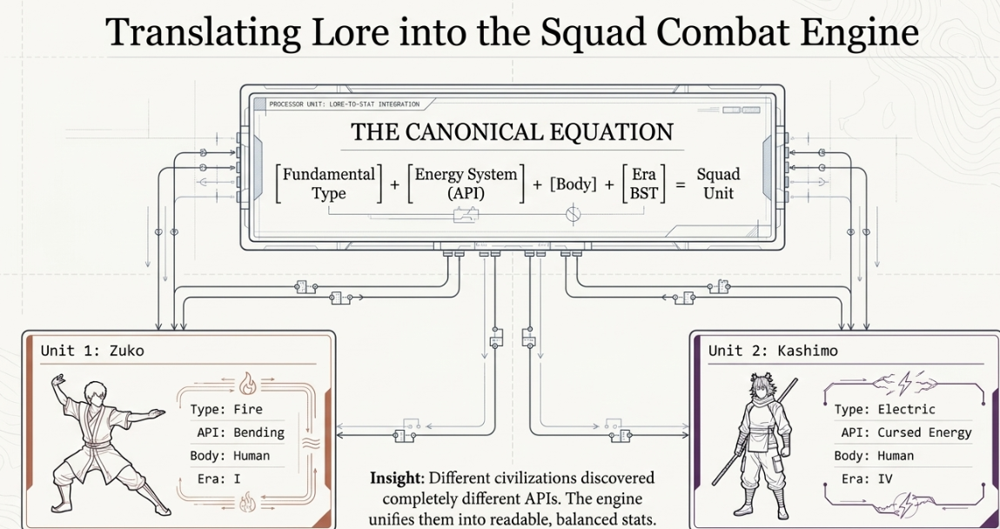 Translating Lore into the Squad Combat Engine
PROCESSOR UNIT: LORE-TO-STAT INTEGRATION
THE CANONICAL EQUATION
[Fundamental Type] + [Energy System (API)] + [Body] + [Era BST] = Squad Unit
Unit 1: Zuko
Type: Fire
API: Bending
Body: Human
Era: I
Insight: Different civilizations discovered
completely different APIs. The engine
unifies them into readable, balanced stats.
Unit 2: Kashimo
Type: Electric
API: Cursed Energy
Body: Human
Era: IV